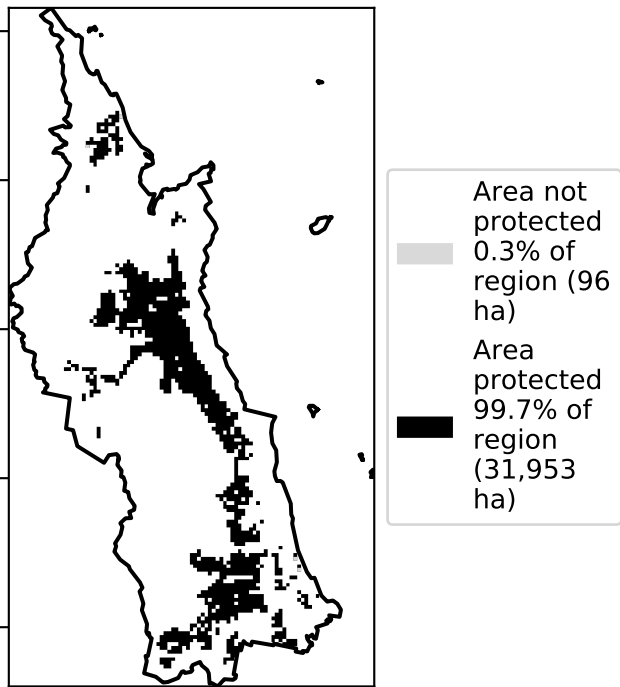 Area not
protected
0.3% of
region (96
ha)
Area
protected
99.7% of
region
(31,953
ha)